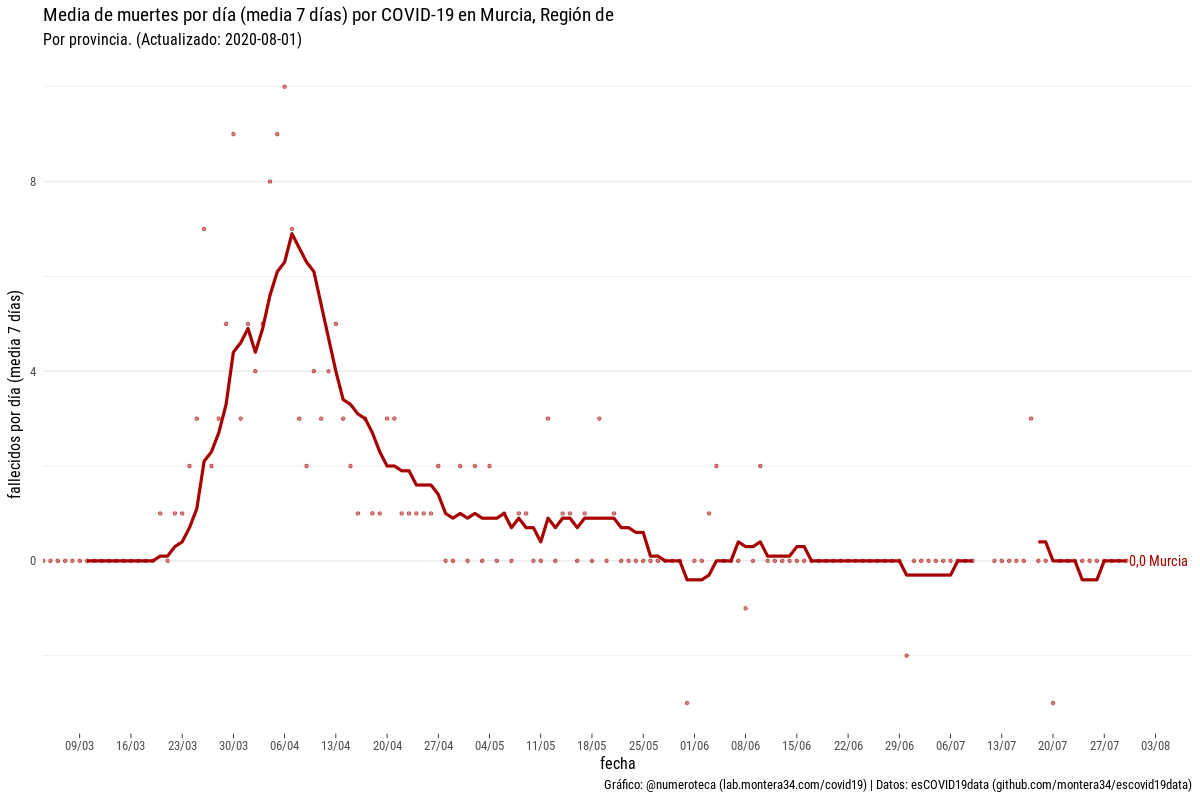 Media de muertes por día (media 7 días) por COVID-19 en Murcia, Región de
Por provincia. (Actualizado: 2020-08-01)
fallecidos por día (media 7 días)
8
4
0
0,0 Murcia
09/03 16/03 23/03 30/03 06/04 13/04 20/04 27/04 04/05 11/05 18/05 25/05 01/06 08/06 15/06 22/06 29/06 06/07 13/07 20/07 27/07 03/08
fecha
Gráfico: @numeroteca (lab.montera34.com/covid19) | Datos: esCOVID19data (github.com/montera34/escovid19data)